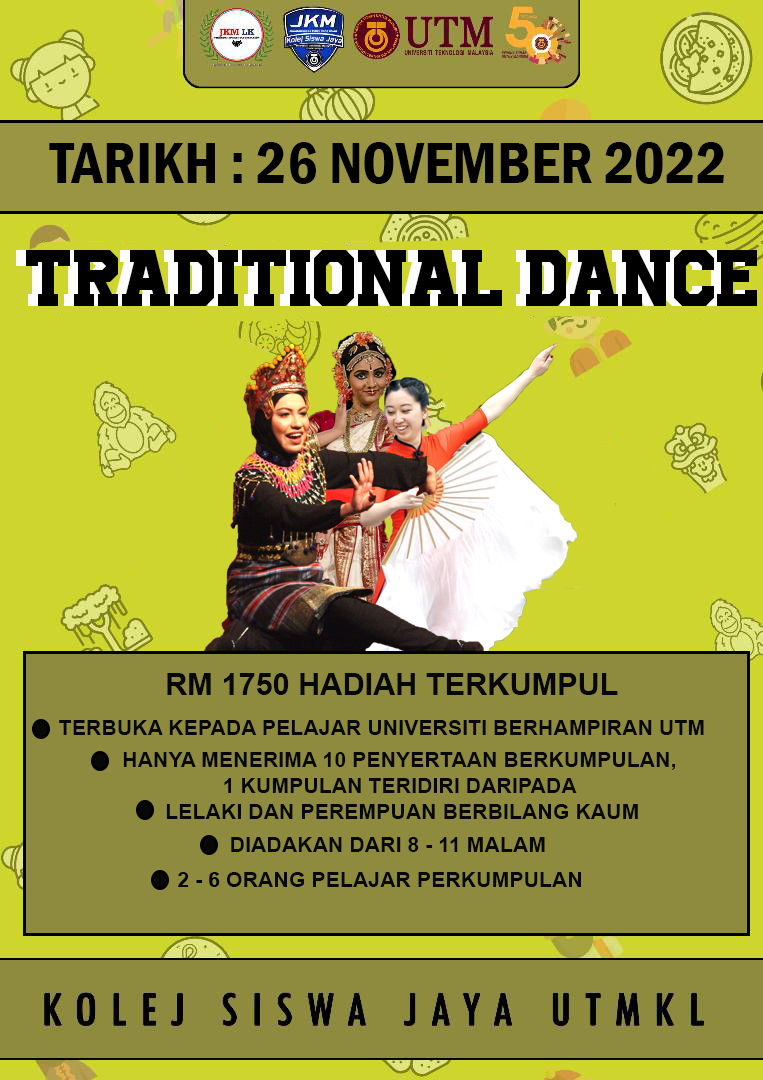 JKM LK
JKM
Kolej Siswa Jaya
UTM
UNIVERSITI TEKNOLOGI MALAYSIA
TARIKH : 26 NOVEMBER 2022
TRADITIONAL DANCE
RM 1750 HADIAH TERKUMPUL
TERBUKA KEPADA PELAJAR UNIVERSITI BERHAMPIRAN UTM
HANYA MENERIMA 10 PENYERTAAN BERKUMPULAN,
1 KUMPULAN TERIDIRI DARIPADA
LELAKI DAN PEREMPUAN BERBILANG KAUM
DIADAKAN DARI 8 - 11 MALAM
2 - 6 ORANG PELAJAR PERKUMPULAN
KOLEJ SISWA JAYA UTMKL